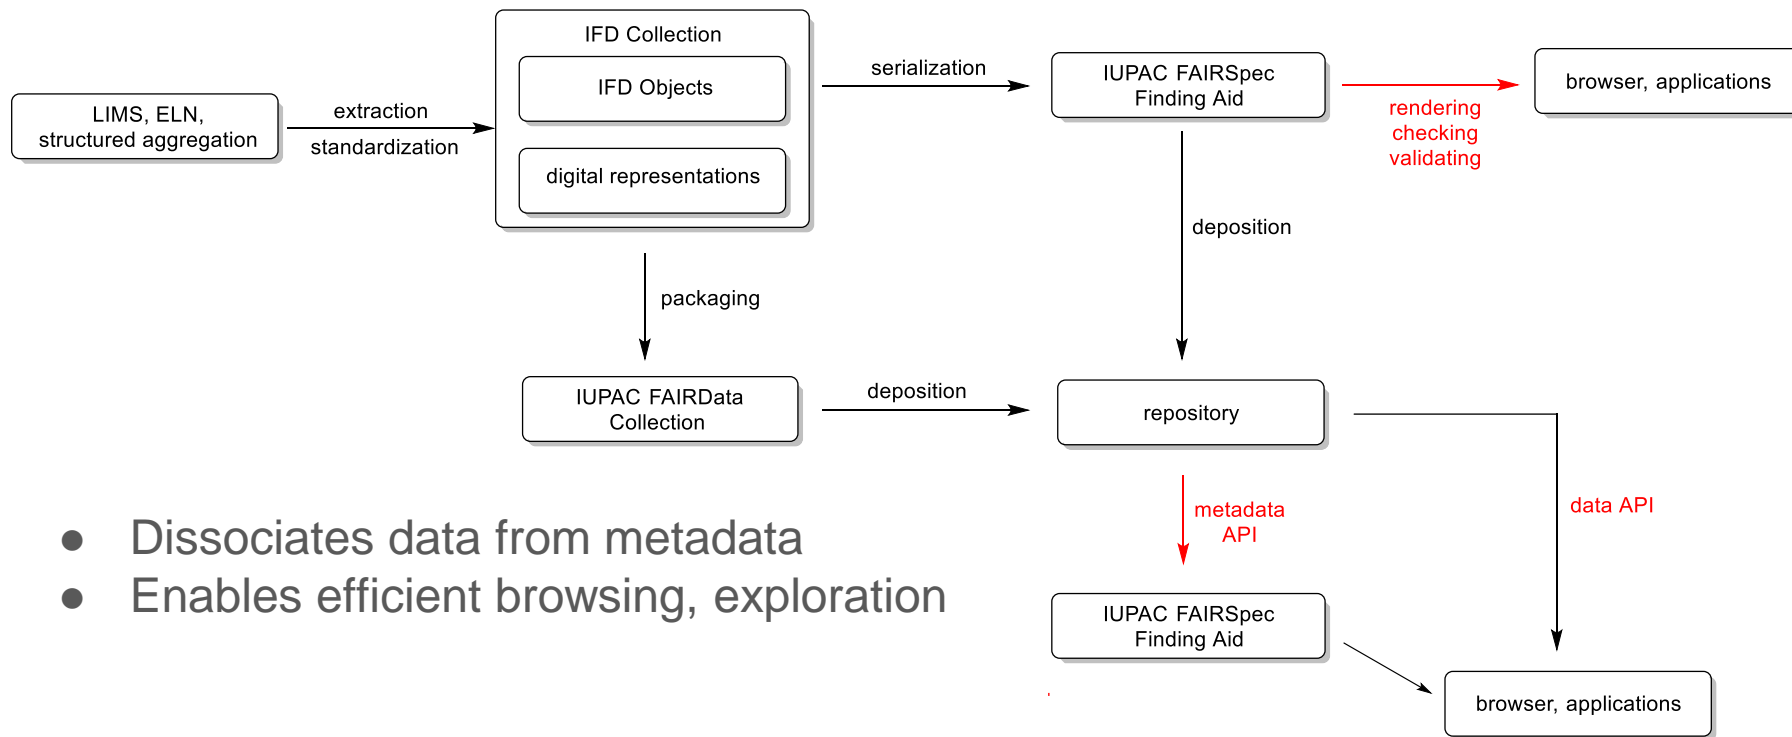 IFD Collection
IFD Objects
digital representations
LIMS, ELN,
structured aggregation
extraction
standardization
serialization
IUPAC FAIRSpec
Finding Aid
rendering
checking
validating
browser, applications
packaging
deposition
IUPAC FAIRData
Collection
deposition
repository
metadata
API
data API
IUPAC FAIRSpec
Finding Aid
browser, applications
● Dissociates data from metadata
● Enables efficient browsing, exploration